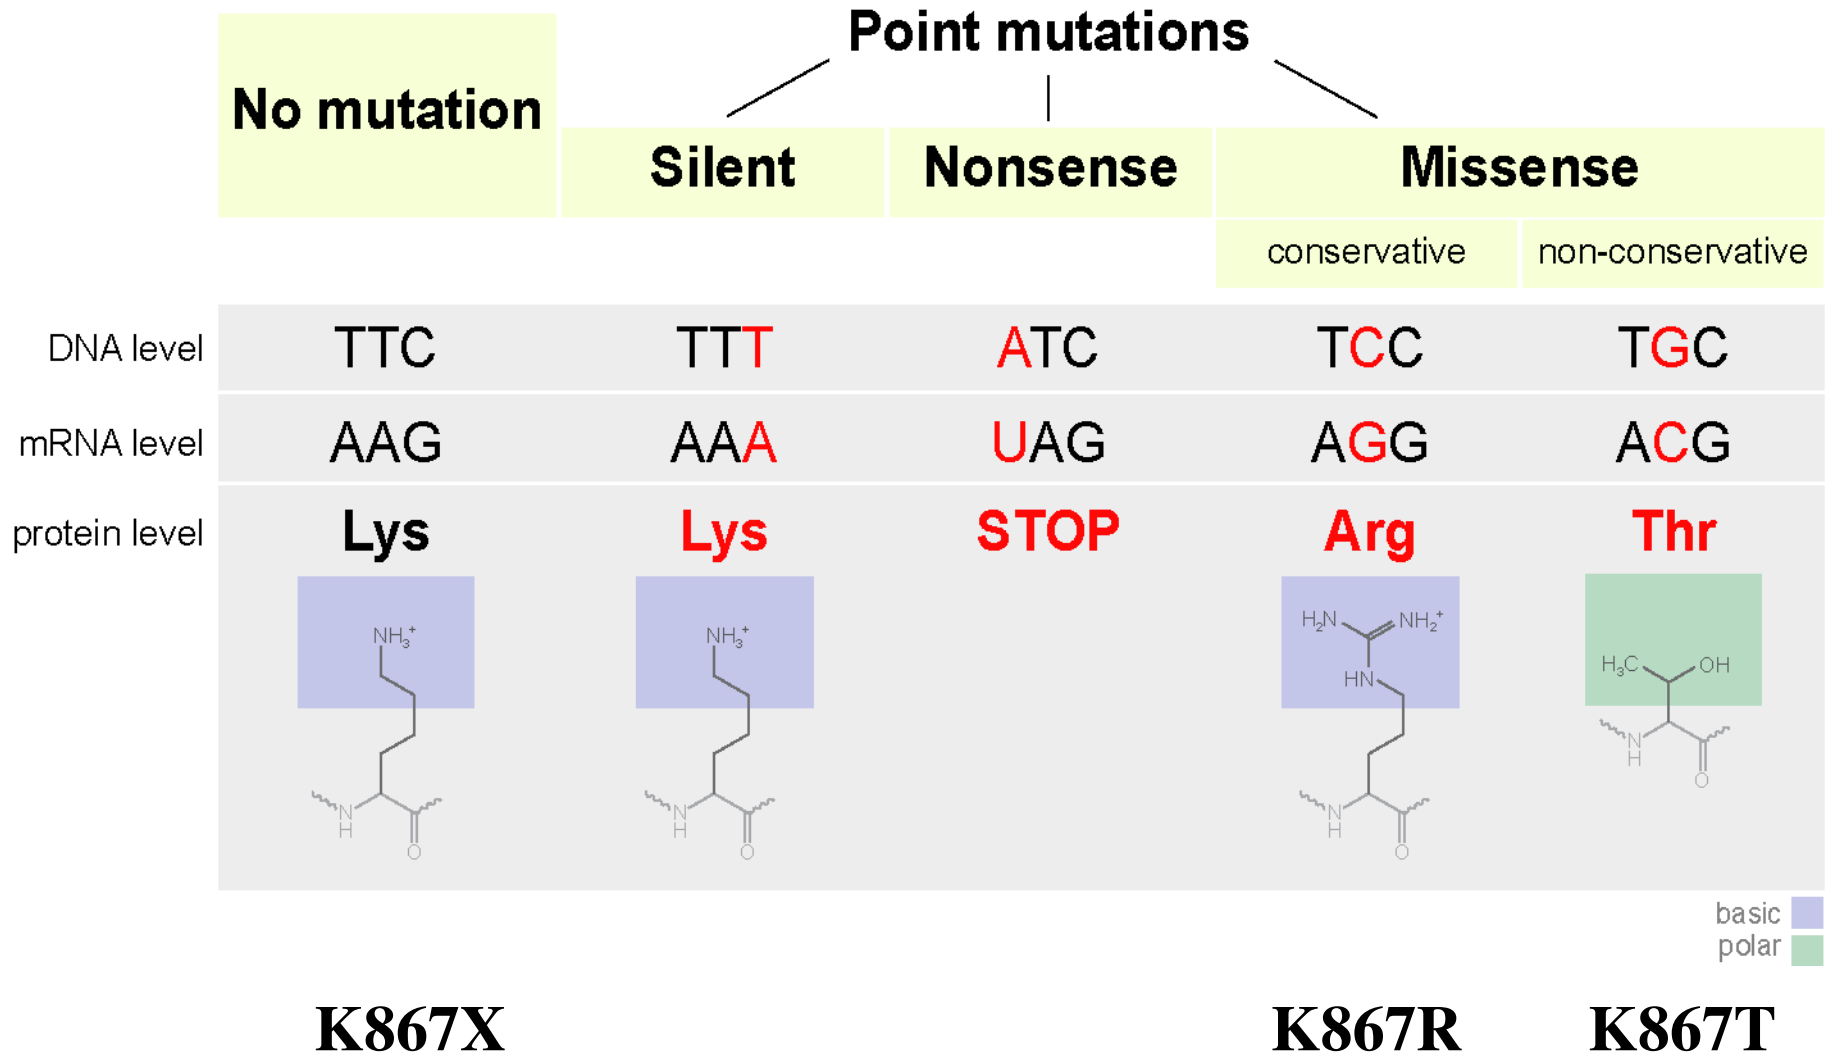 Point mutations
No mutation
Silent Nonsense Missense
conservative non-conservative
DNA level TTC TTT ATC TCC TGC
mRNA level AAG AAA UAG AGG ACG
protein level Lys Lys STOP Arg Thr
NH₃⁺ NH₃⁺ H₂N NH₂⁺
HN H₃C OH
N H O N H O N H O N H O
basic
polar
K867X K867R K867T